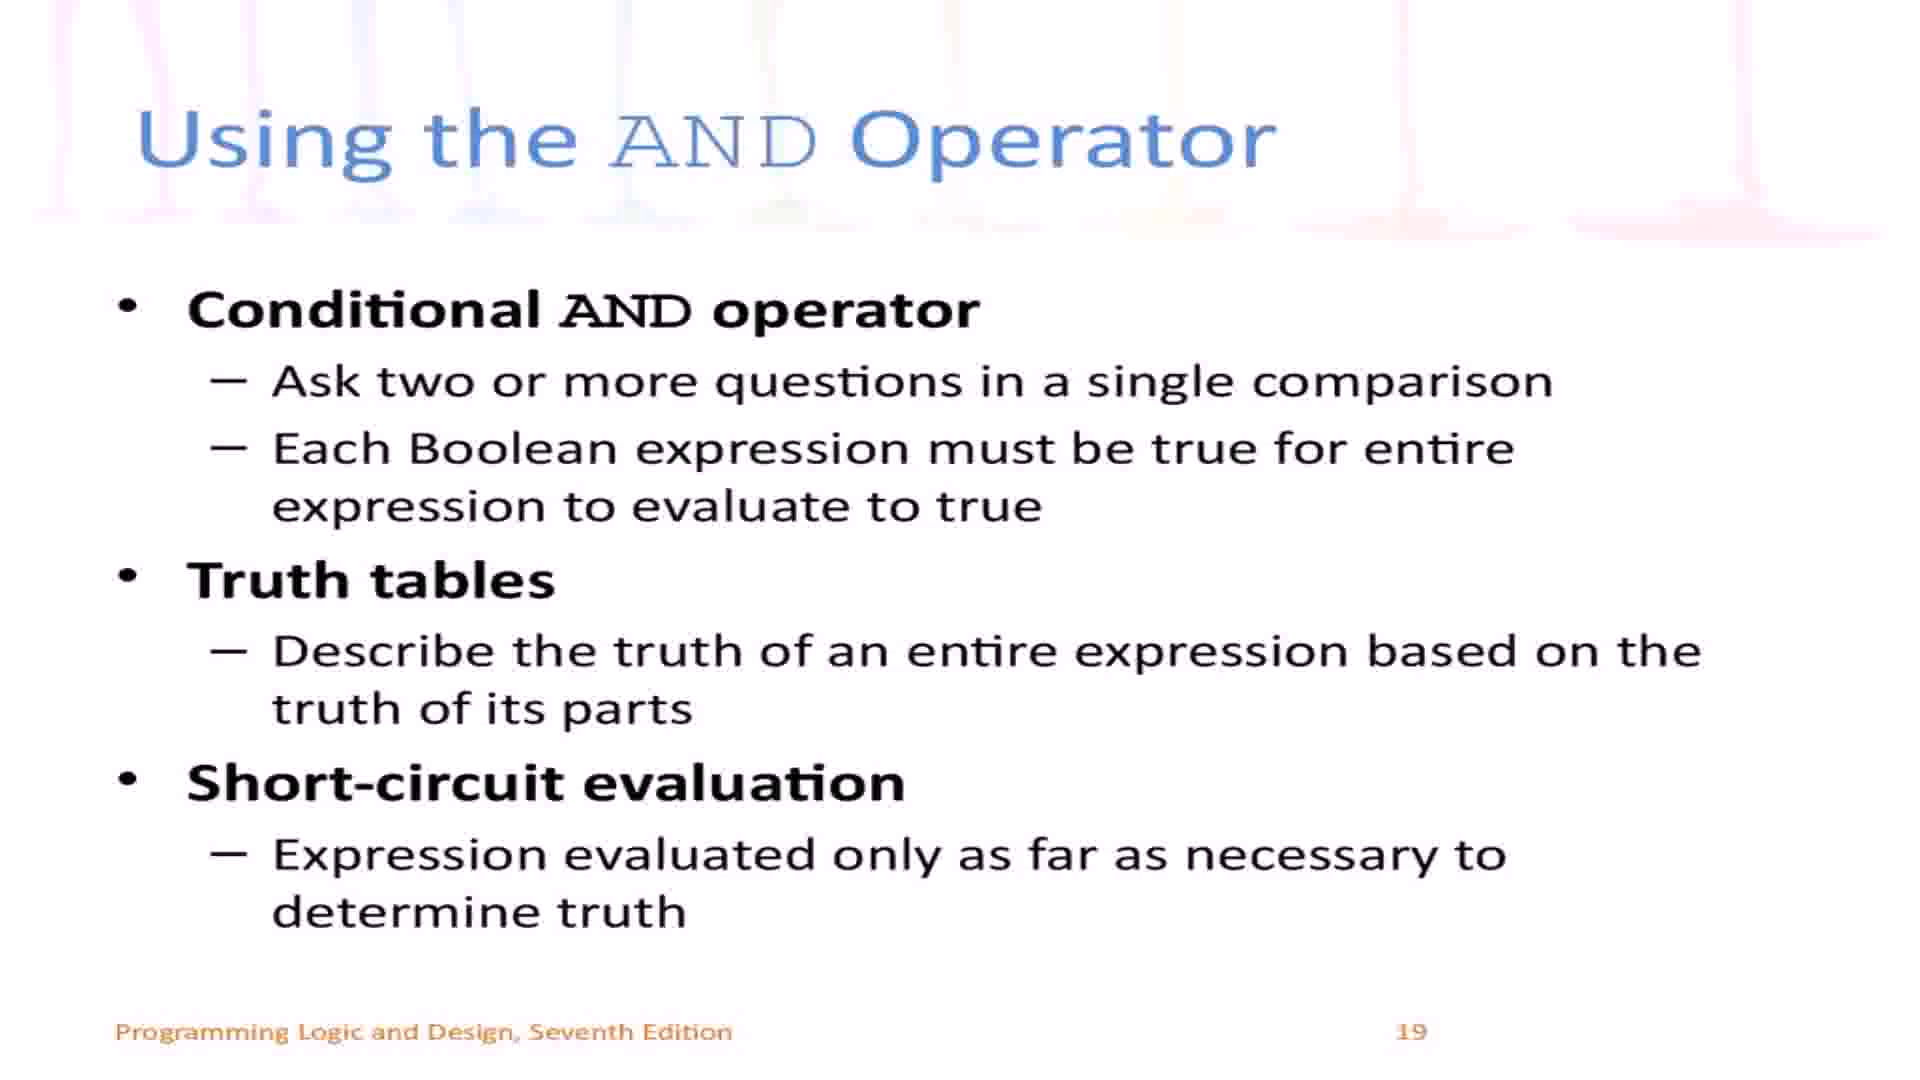 Using the AND Operator
• Conditional AND operator
– Ask two or more questions in a single comparison
– Each Boolean expression must be true for entire
expression to evaluate to true
• Truth tables
– Describe the truth of an entire expression based on the
truth of its parts
• Short-circuit evaluation
– Expression evaluated only as far as necessary to
determine truth
Programming Logic and Design, Seventh Edition
19